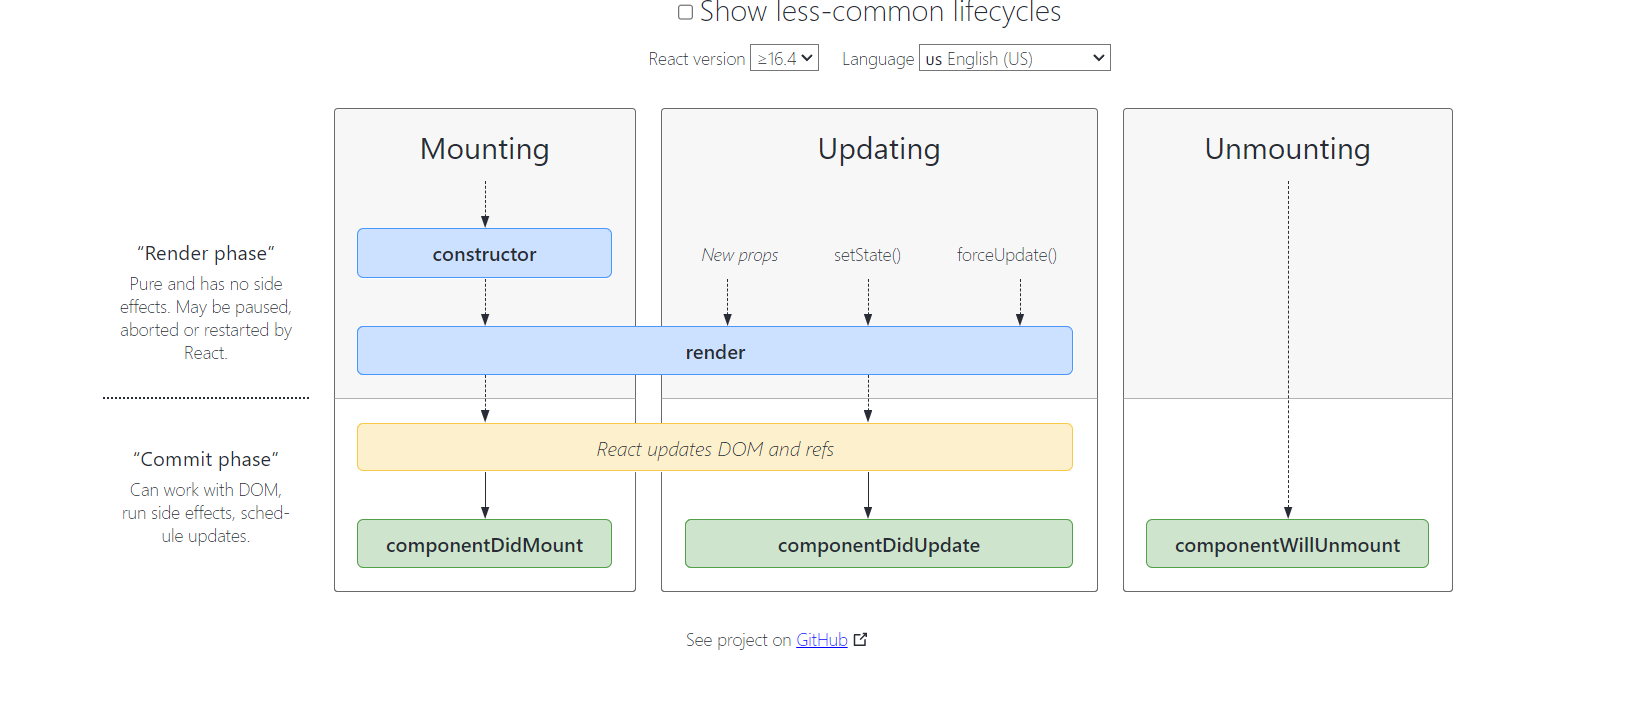 Show less-common lifecycles
React version ≥16.4 Language us English (US)
Mounting
Updating
Unmounting
“Render phase”
Pure and has no side
effects. May be paused,
aborted or restarted by
React.
constructor
New props
setState()
forceUpdate()
render
“Commit phase”
Can work with DOM,
run side effects, sched-
ule updates.
React updates DOM and refs
componentDidMount
componentDidUpdate
componentWillUnmount
See project on GitHub